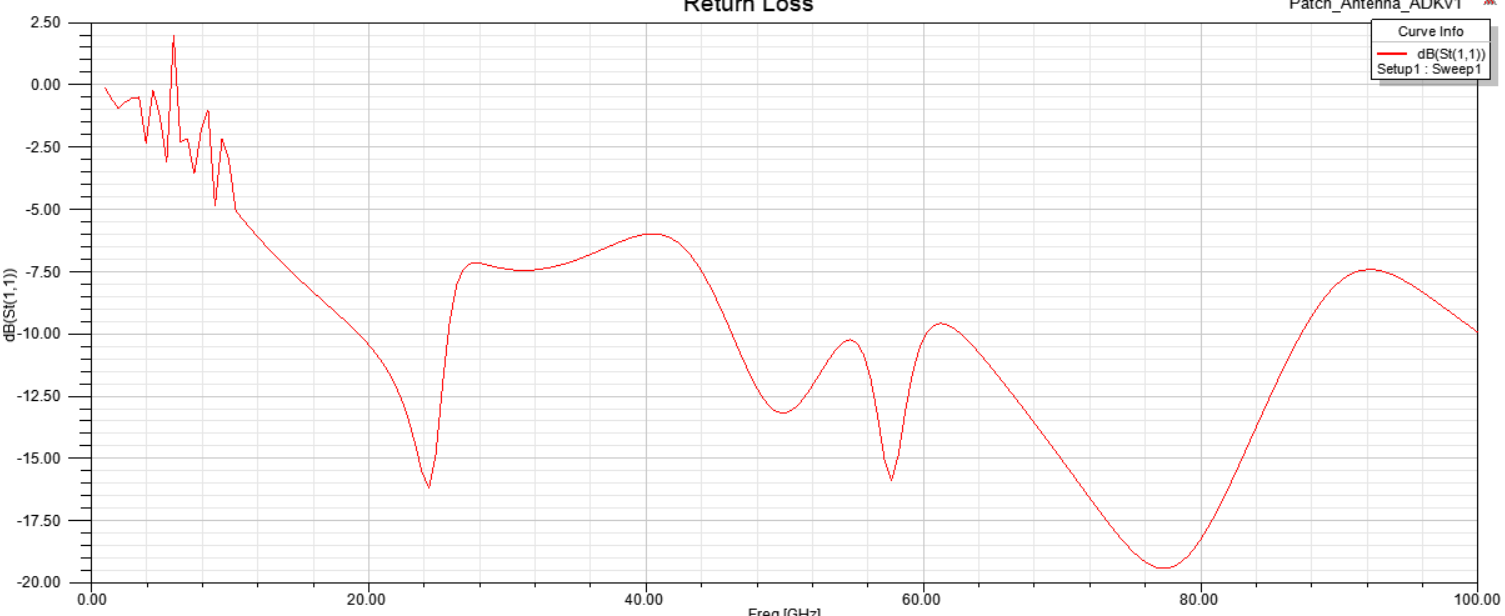 Return Loss
Patch_Antenna_ADKv1
Curve Info
dB(St(1,1))
Setup1 : Sweep1
2.50
0.00
-2.50
-5.00
-7.50
-10.00
-12.50
-15.00
-17.50
-20.00
dB(St(1,1))
0.00
20.00
40.00
60.00
80.00
100.00
Freq [GHz]